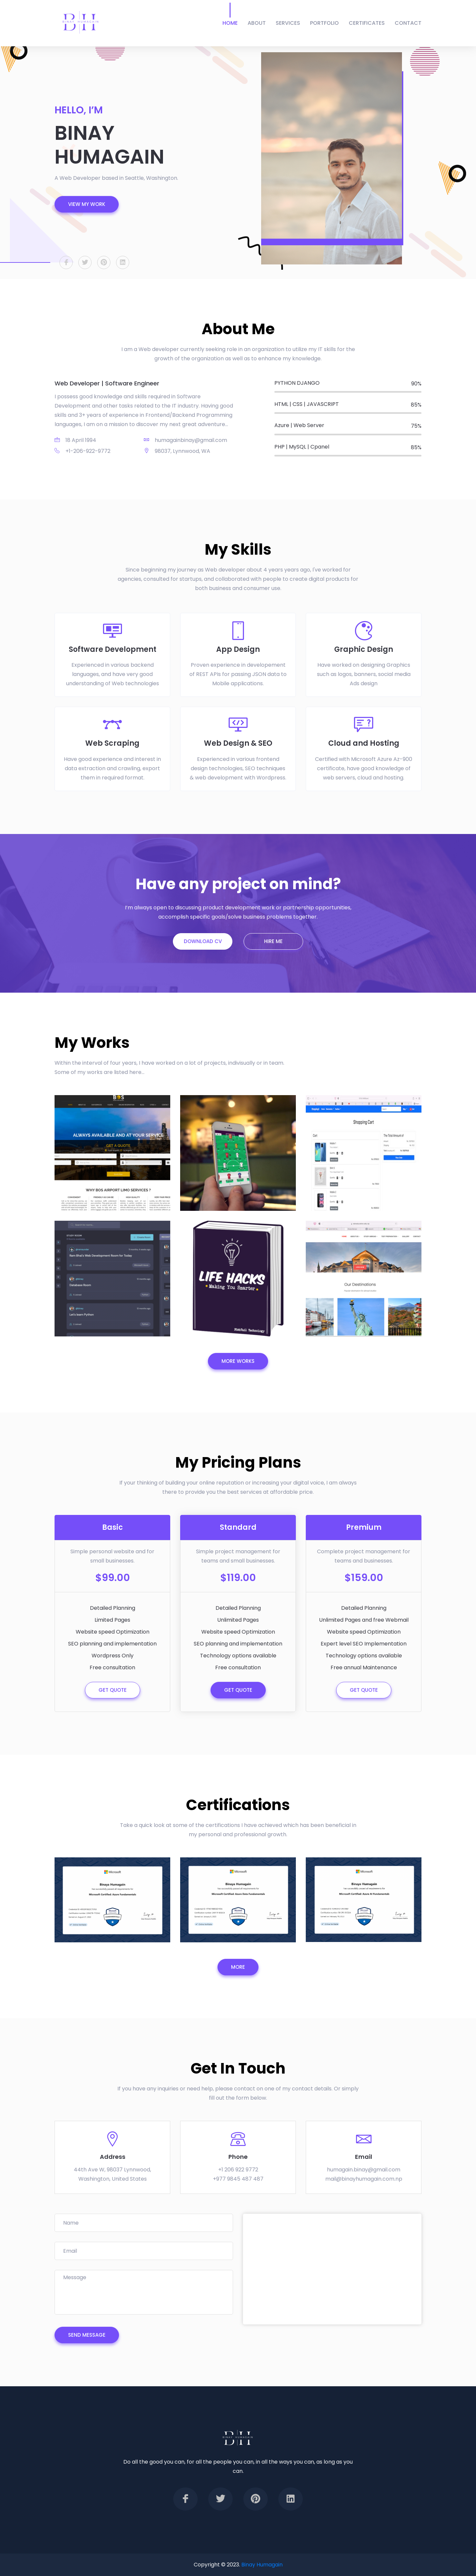 BH
HOME ABOUT SERVICES PORTFOLIO CERTIFICATES CONTACT
HELLO, I'M
BINAY
HUMAGAIN
A Web Developer based in Seattle, Washington.
VIEW MY WORK
About Me
I am a Web developer currently seeking role in an organization to utilize my IT skills for the
growth of the organization as well as to enhance my knowledge.
Web Developer | Software Engineer
I possess good knowledge and skills required in Software
Development and other tasks related to the IT industry. Having good
skills and 3+ years of experience in Frontend/Backend Programming
languages, I am on a mission to discover my next great adventure..
16 April 1994
humagainbinay@gmail.com
+1-206-922-9772
98037, Lynnwood, WA
PYTHON DJANGO 90%
HTML | CSS | JAVASCRIPT 85%
Azure | Web Server 75%
PHP | MySQL | Cpanel 85%
My Skills
Since beginning my journey as Web developer about 4 years years ago, I've worked for
agencies, consulted for startups, and collaborated with people to create digital products for
both business and consumer use.
Software Development
Experienced in various backend
languages, and have very good
understanding of Web technologies
App Design
Proven experience in developement
of REST APIs for passing JSON data to
Mobile applications.
Graphic Design
Have worked on designing Graphics
such as logos, banners, social media
Ads design
Web Scraping
Have good experience and interest in
data extraction and crawling, expert
them in required format
Web Design & SEO
Experienced in various frontend
design technologies, SEO techniques
& web development with Wordpress
Cloud and Hosting
Certified with Microsoft Azure Az-900
certificate, have good knowledge of
web servers, cloud and hosting
Have any project on mind?
I'm always open to discussing product development work or partnership opportunities,
accomplish specific goals/solve business problems together.
DOWNLOAD CV
HIRE ME
My Works
Within the Interval of four years, I have worked on a lot of projects, indivisually or in team
Some of my works are listed here..
BGS
ALWAYS AVAILABLE AND AT YOUR SERVICE
GET A QUOTE
WHY BGS AIRPORT LIMO SERVICES ?
Shopping Cart
LIFE HACKS
Making You Smarter
Our Destinations
MORE WORKS
My Pricing Plans
If your thinking of building your online reputation or increasing your digital voice, I am always
there to provide you the best services at affordable price.
Basic
Simple personal website and for
small businesses.
$99.00
Detailed Planning
Limited Pages
Website speed Optimization
SEO planning and implementation
Wordpress Only
Free consultation
GET QUOTE
Standard
Simple project management for
teams and small businesses.
$119.00
Detailed Planning
Unlimited Pages
Website speed Optimization
SEO planning and implementation
Technology options available
Free consultation
GET QUOTE
Premium
Complete project management for
teams and businesses.
$159.00
Detailed Planning
Unlimited Pages and free Webmail
Website speed Optimization
Expert level SEO Implementation
Technology options available
Free annual Maintenance
GET QUOTE
Certifications
Take a quick look at some of the certifications I have achieved which has been beneficial in
my personal and professional growth.
Microsoft
Binaya Humagain
Microsoft
Binaya Humagain
Microsoft
Binaya Humagain
MORE
Get In Touch
If you have any inquiries or need help, please contact on one of my contact details. Or simply
fill out the form below.
Address
44th Ave W, 98037 Lynnwood,
Washington, United States
Phone
+1 206 922 9772
+977 9845 487 487
Email
humagain.binay@gmail.com
mail@binayhumagain.com.np
Name
Email
Message
SEND MESSAGE
BH
Do all the good you can, for all the people you can, in all the ways you can, as long as you
can..
Copyright © 2023. Binay Humagain